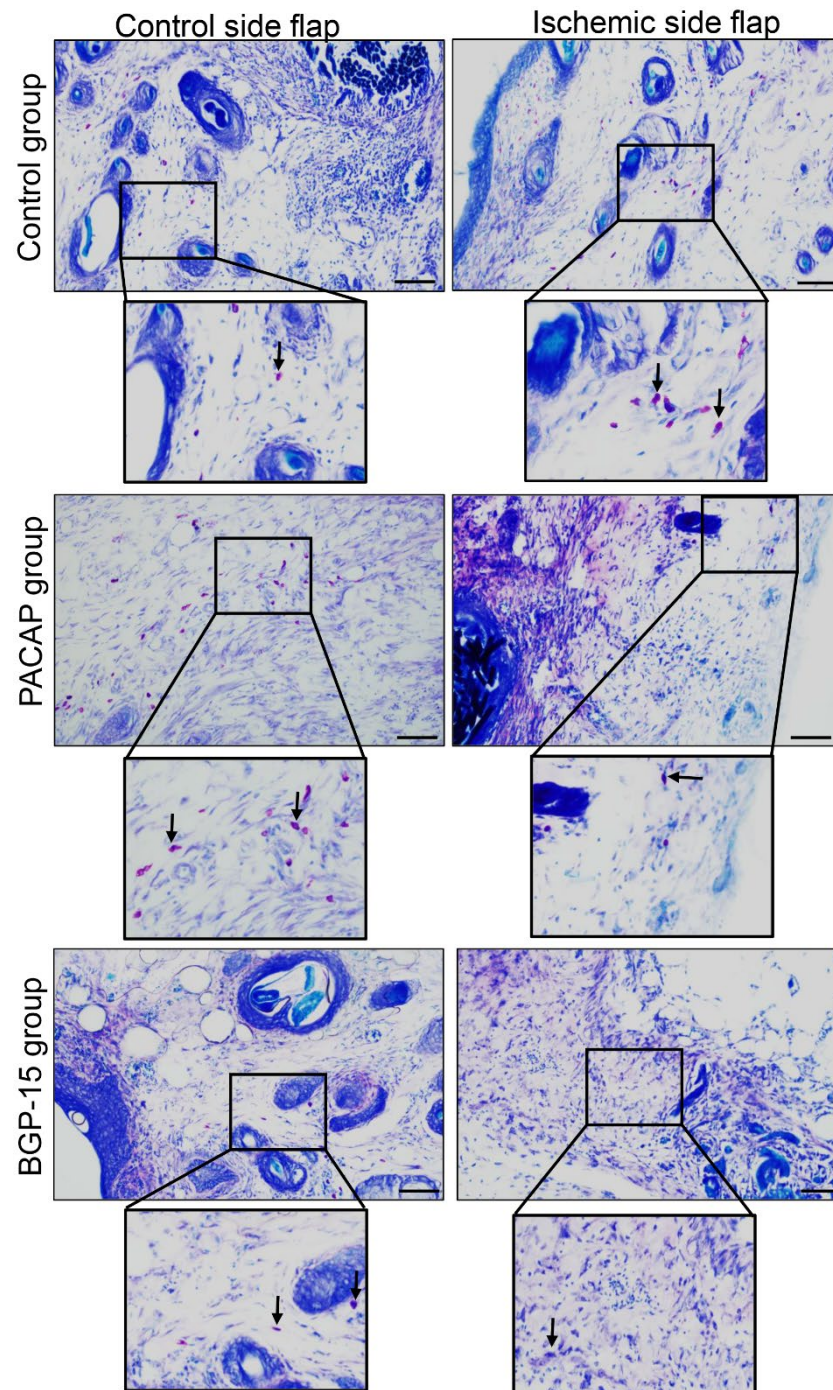 Control side flap
Ischemic side flap
Control group
PACAP group
BGP-15 group